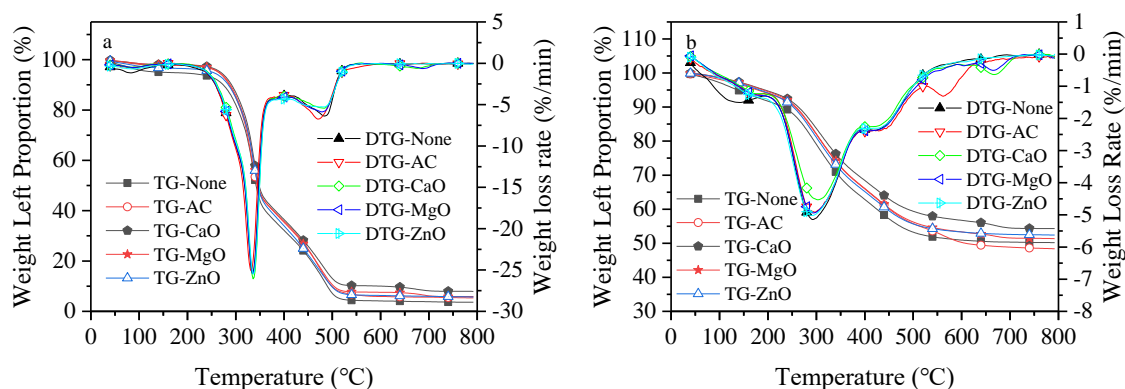 a
Weight Left Proportion (%)
120
100
80
60
40
20
0
0 100 200 300 400 500 600 700 800
Temperature (℃)
5
0
-5
-10
-15
-20
-25
-30
Weight loss rate (%/min)
TG-None
TG-AC
TG-CaO
TG-MgO
TG-ZnO
DTG-None
DTG-AC
DTG-CaO
DTG-MgO
DTG-ZnO
b
Weight Left Proportion (%)
110
100
90
80
70
60
50
40
30
0 100 200 300 400 500 600 700 800
Temperature (℃)
1
0
-1
-2
-3
-4
-5
-6
-7
-8
Weight Loss Rate (%/min)
TG-None
TG-AC
TG-CaO
TG-MgO
TG-ZnO
DTG-None
DTG-AC
DTG-CaO
DTG-MgO
DTG-ZnO